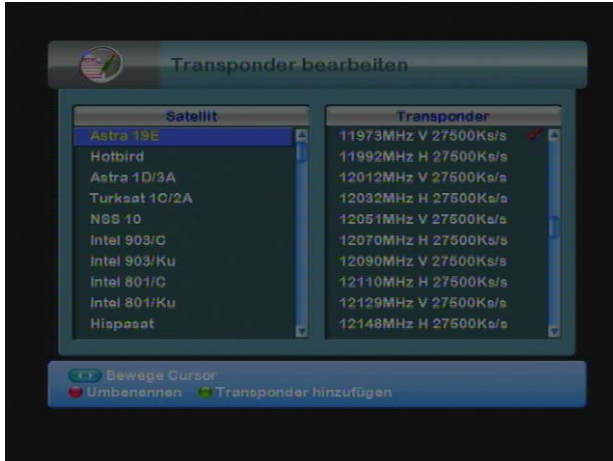 Transponder bearbeiten
Satellit
Astra 19E
Hotbird
Astra 1D/3A
Turksat 1C/2A
NSS 10
Intel 903/C
Intel 903/Ku
Intel 801/C
Intel 801/Ku
Hispasat
Transponder
11973MHz V 27500Ks/s
11992MHz H 27500Ks/s
12012MHz V 27500Ks/s
12032MHz H 27500Ks/s
12051MHz V 27500Ks/s
12070MHz H 27500Ks/s
12090MHz V 27500Ks/s
12110MHz H 27500Ks/s
12129MHz V 27500Ks/s
12148MHz H 27500Ks/s
Bewege Cursor
Umbenennen Transponder hinzufügen